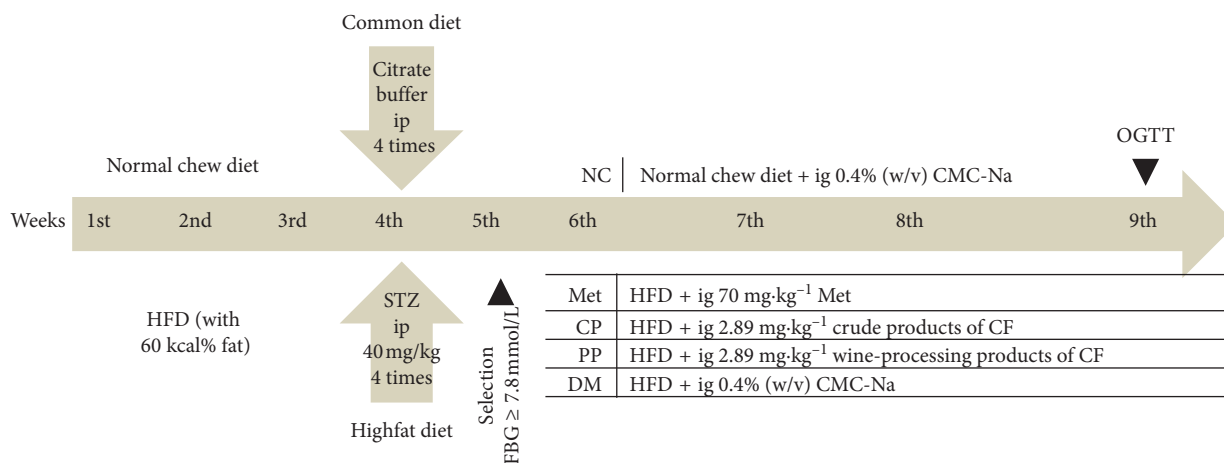 Common diet
Citrate
buffer
ip
4 times
Normal chew diet
OGTT
NC Normal chew diet + ig 0.4% (w/v) CMC-Na
Weeks 1st 2nd 3rd 4th 5th 6th 7th 8th 9th
HFD (with
60 kcal% fat)
STZ
ip
40 mg/kg
4 times
Highfat diet
Selection
FBG ≥ 7.8 mmol/L
Met HFD + ig 70 mg·kg⁻¹ Met
CP HFD + ig 2.89 mg·kg⁻¹ crude products of CF
PP HFD + ig 2.89 mg·kg⁻¹ wine-processing products of CF
DM HFD + ig 0.4% (w/v) CMC-Na